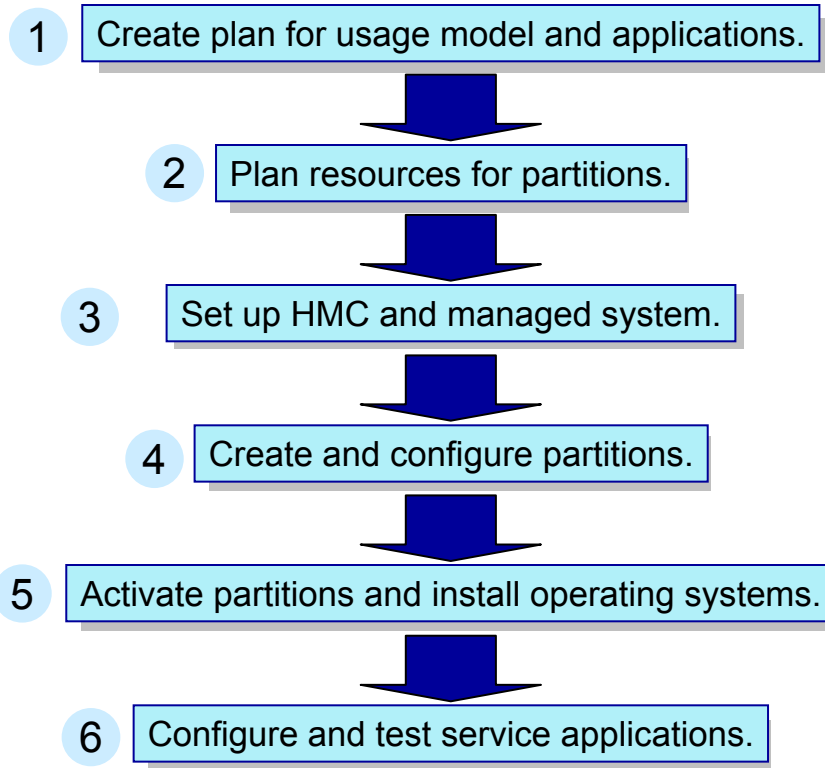 1 Create plan for usage model and applications.
2 Plan resources for partitions.
3 Set up HMC and managed system.
4 Create and configure partitions.
5 Activate partitions and install operating systems.
6 Configure and test service applications.